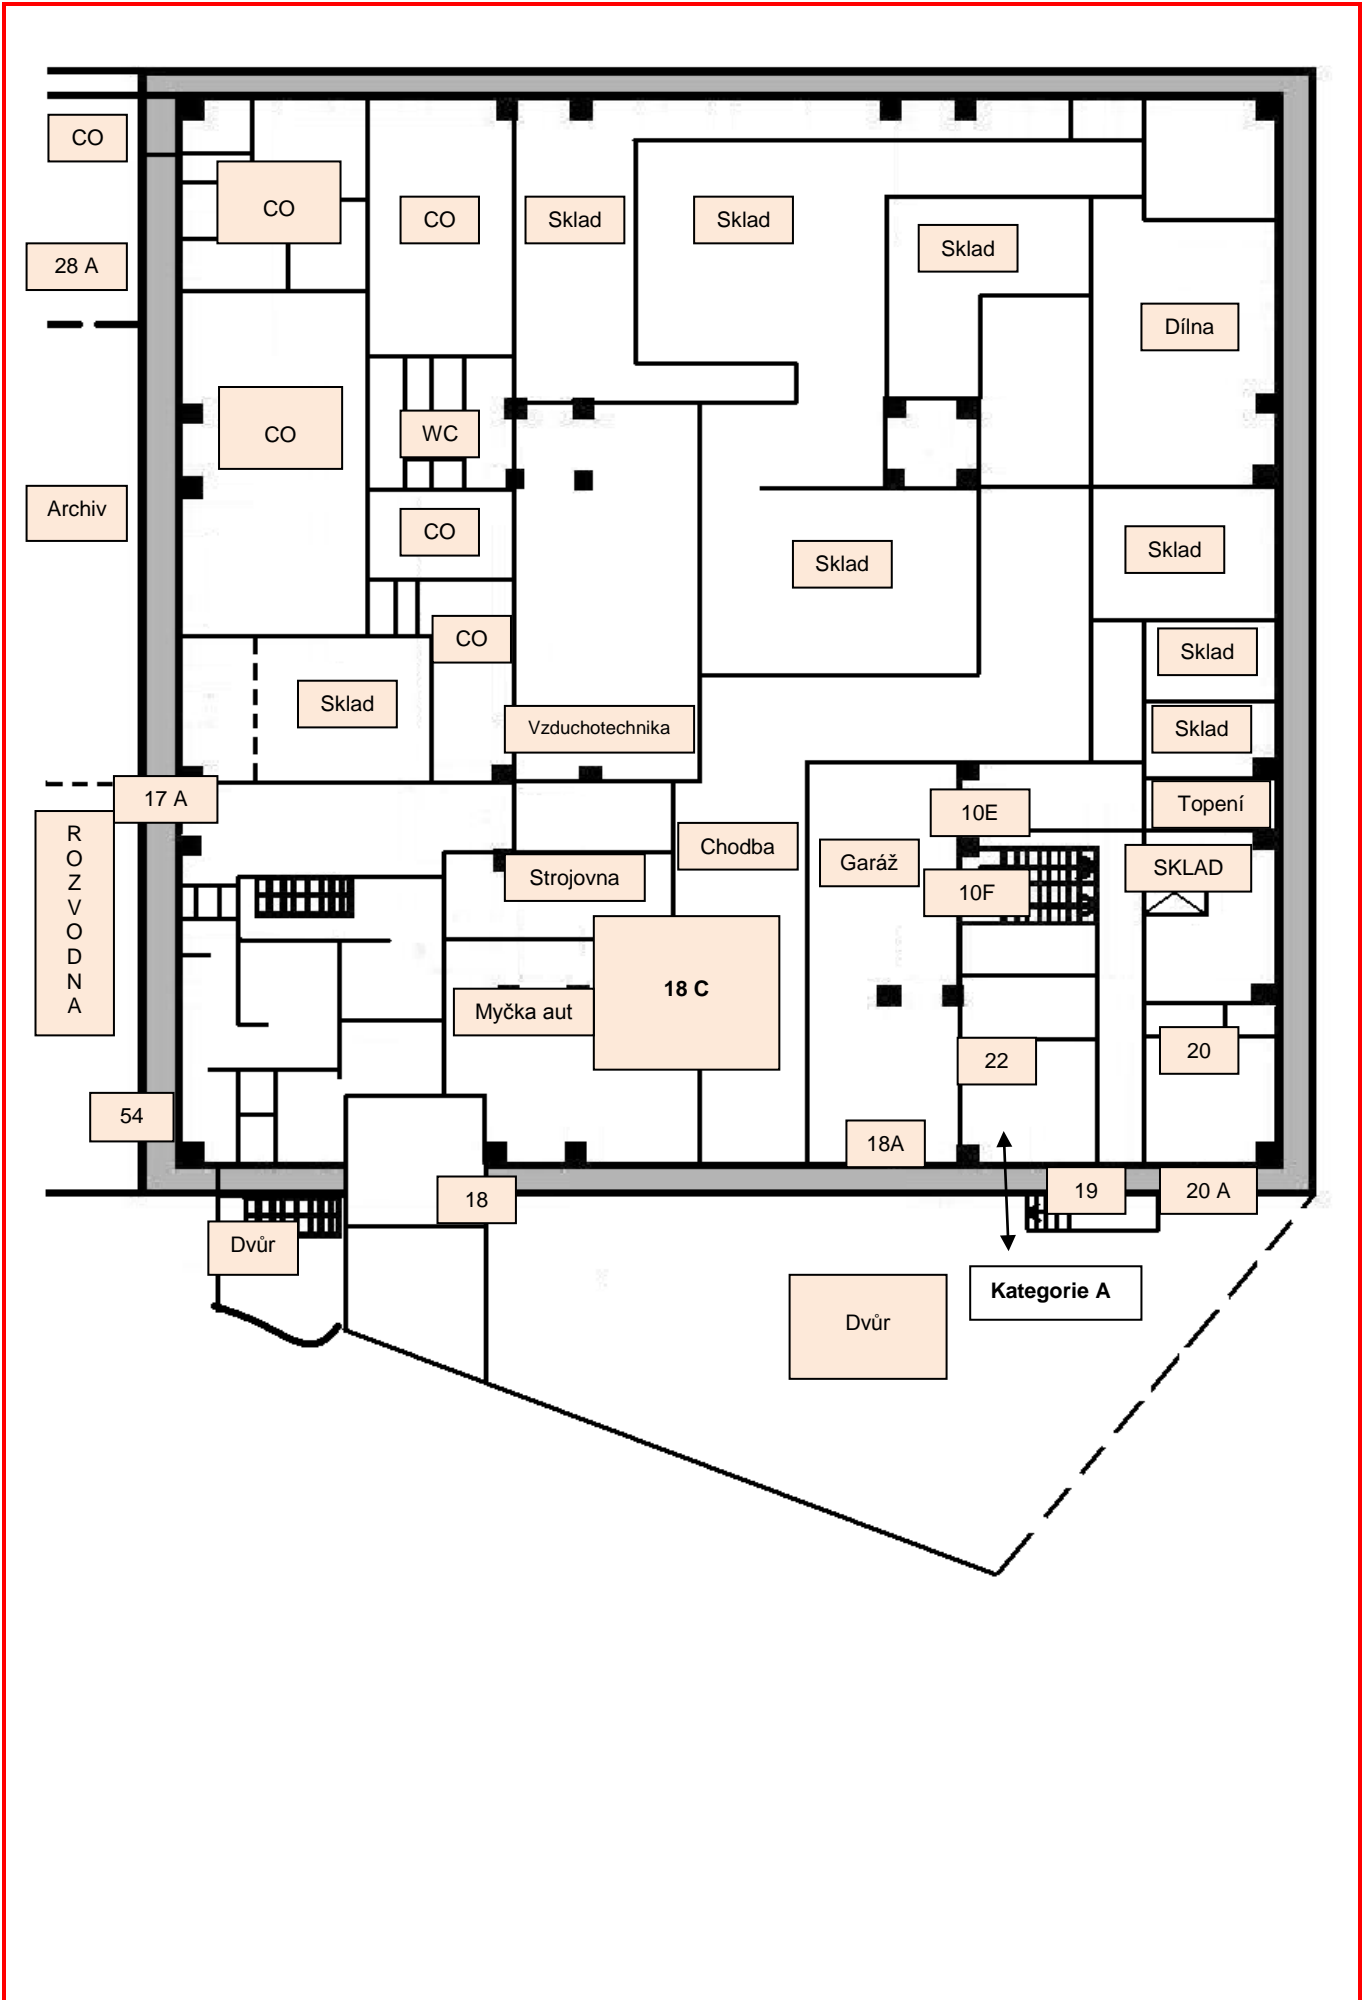 CO
CO
CO
Sklad
Sklad
Sklad
28 A
Dílna
CO
WC
Archiv
CO
Sklad
Sklad
CO
Sklad
Sklad
Vzduchotechnika
Sklad
17 A
10E
Topení
R
O
Z
V
O
D
N
A
Chodba
Garáž
SKLAD
Strojovna
10F
18 C
Myčka aut
22
20
54
18A
18
19
20 A
Dvůr
Kategorie A
Dvůr